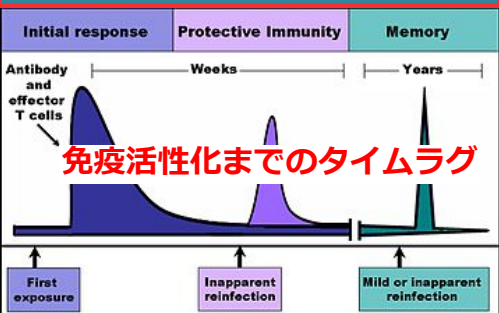 Initial response
Protective Immunity
Memory
Antibody
and
effector
T cells
Weeks
Years
免疫活性化までのタイムラグ
First
exposure
Inapparent
reinfection
Mild or inapparent
reinfection